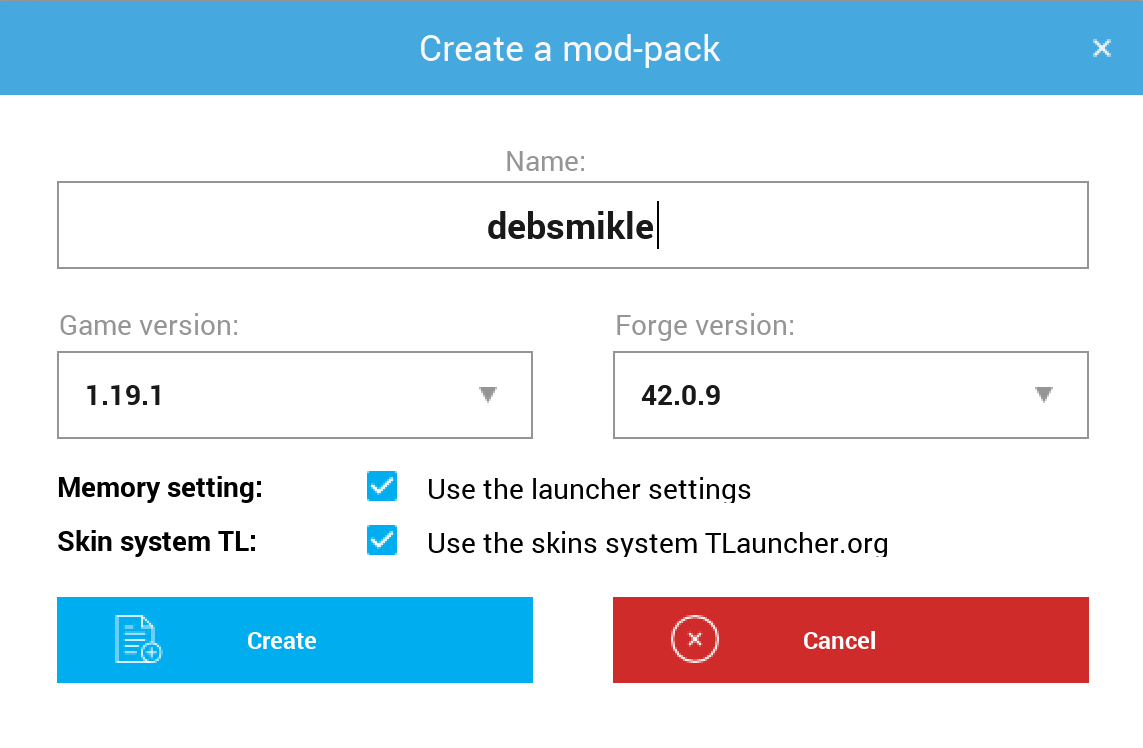 Create a mod-pack
Name:
debsmikle
Game version:
Forge version:
1.19.1
42.0.9
Memory setting:
Use the launcher settings
Skin system TL:
Use the skins system TLauncher.org
Create
Cancel